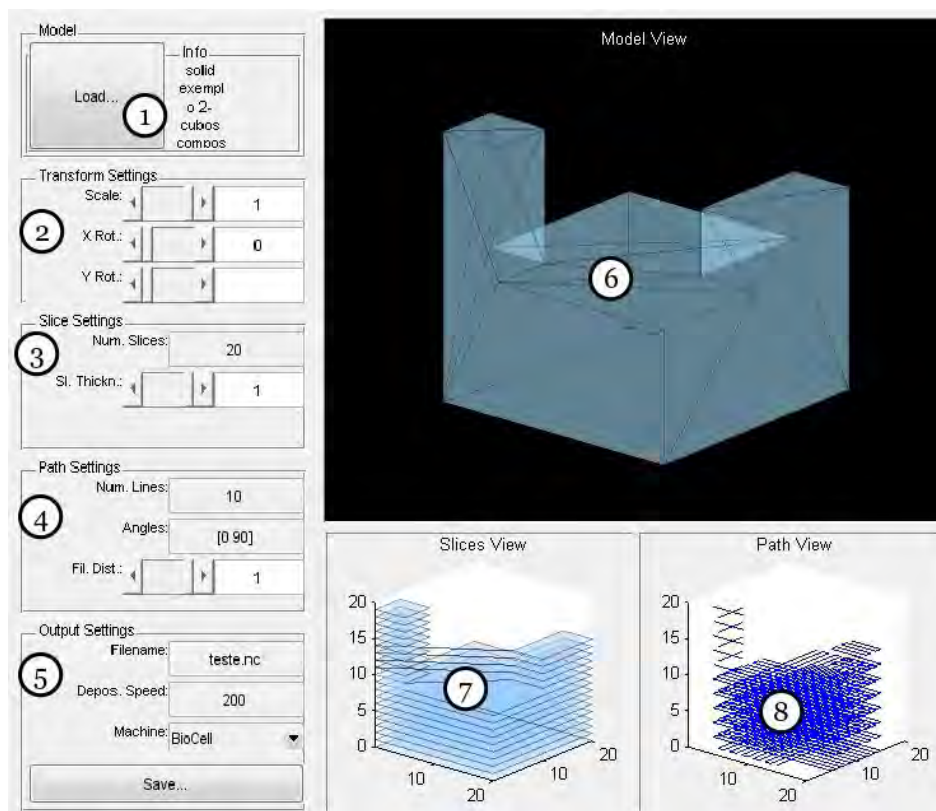 Model
Load...
1
Info
solid
exempl
o 2-
cubos
compos
Transform Settings
2
Scale: 1
X Rot.: 0
Y Rot.:
Slice Settings
3
Num. Slices: 20
Sl. Thickn.: 1
Path Settings
4
Num. Lines: 10
Angles: [0 90]
Fil. Dist.: 1
Output Settings
5
Filename: teste.nc
Depos. Speed: 200
Machine: BioCell
Save...
Model View
6
Slices View
20
15
10
5
0
10
20
20
7
Path View
20
15
10
5
0
10
20
20
8